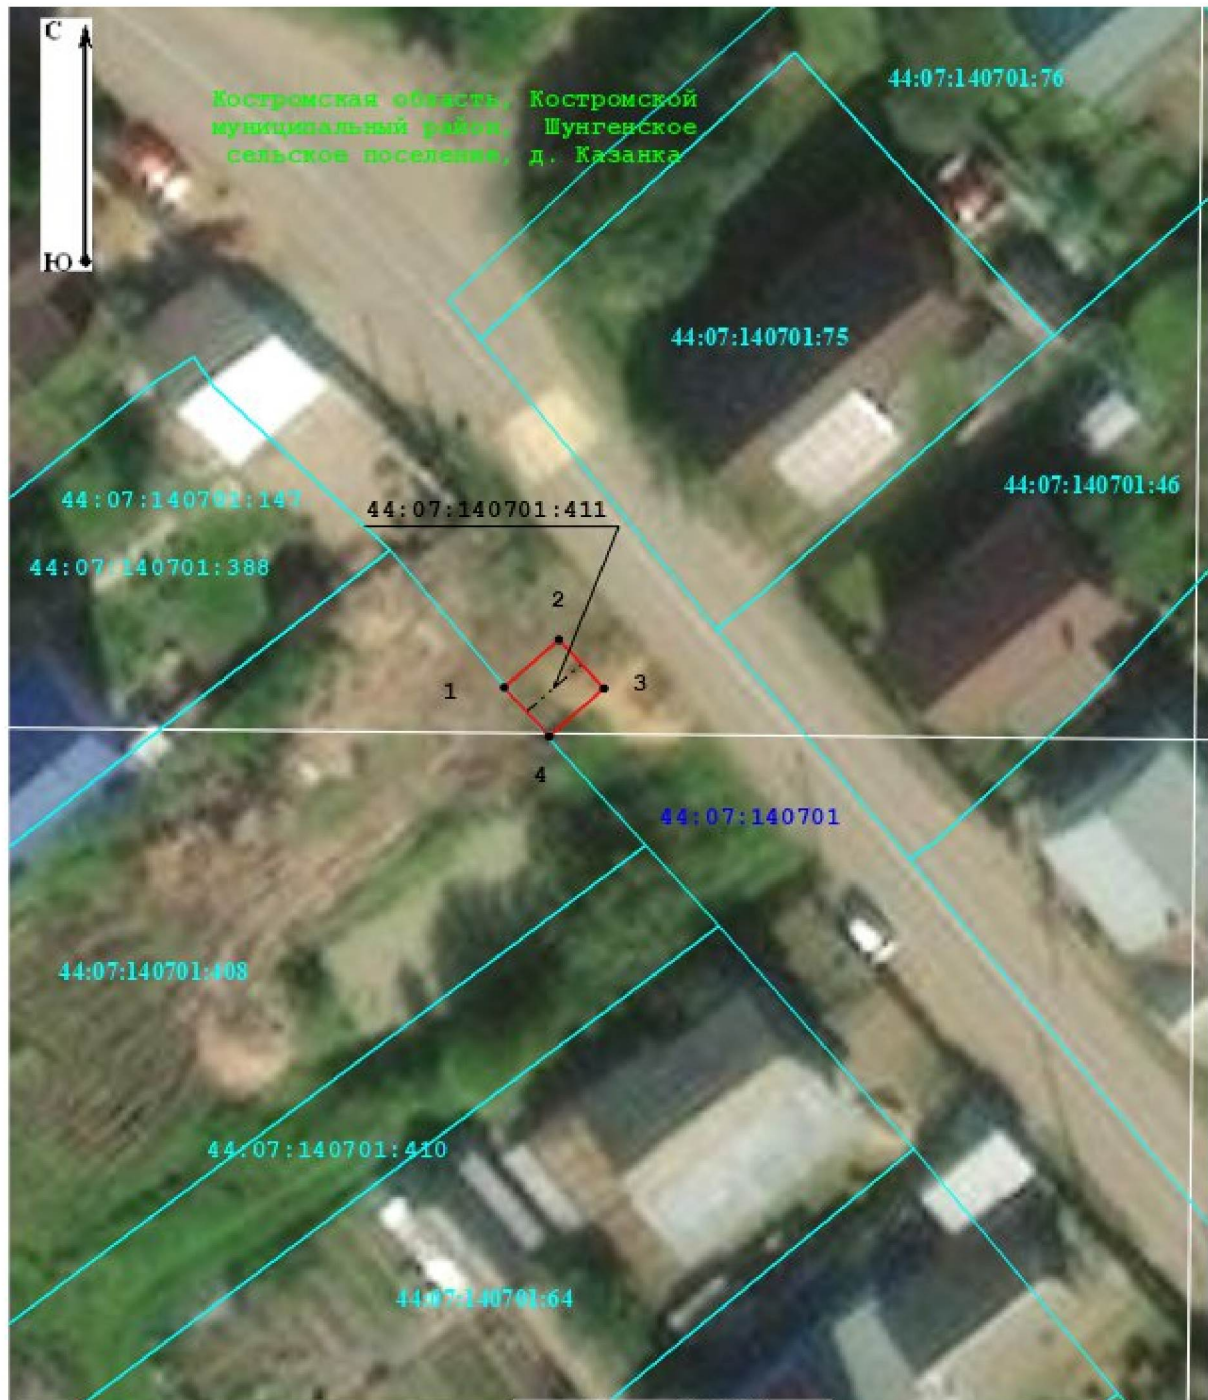 С
Ю
Костромская область, Костромской
муниципальный район, Шунгенское
сельское поселение, д. Казанка
44:07:140701:76
44:07:140701:75
44:07:140701:46
44:07:140701:147
44:07:140701:411
44:07:140701:388
2
1
3
4
44:07:140701
44:07:140701:408
44:07:140701:410
44:07:140701:64